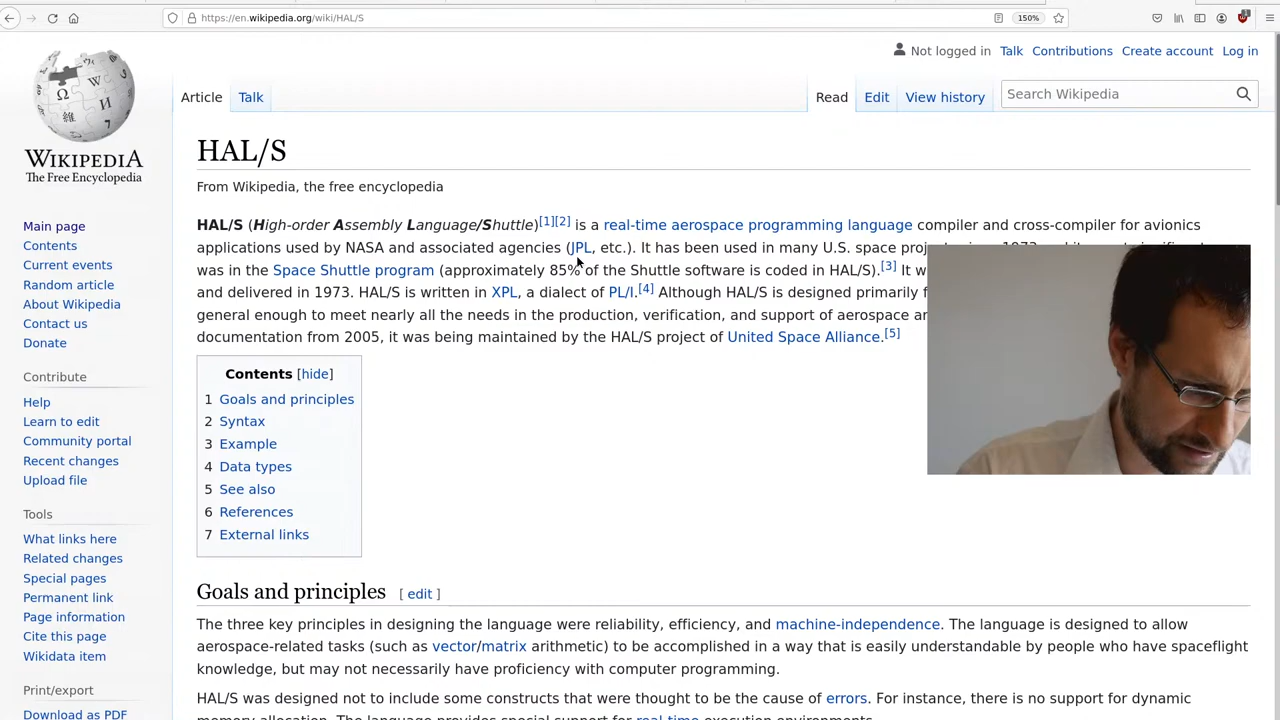 https://en.wikipedia.org/wiki/HAL/S
150%
1
Not logged in Talk Contributions Create account Log in
Article Talk
Read Edit View history
Search Wikipedia
Ω W И 維
WIKIPEDIA
The Free Encyclopedia
Main page
Contents
Current events
Random article
About Wikipedia
Contact us
Donate
Contribute
Help
Learn to edit
Community portal
Recent changes
Upload file
Tools
What links here
Related changes
Special pages
Permanent link
Page information
Cite this page
Wikidata item
Print/export
Download as PDF
HAL/S
From Wikipedia, the free encyclopedia
HAL/S (High-order Assembly Language/Shuttle)[1][2] is a real-time aerospace programming language compiler and cross-compiler for avionics
applications used by NASA and associated agencies (JPL, etc.). It has been used in many U.S. space
was in the Space Shuttle program (approximately 85% of the Shuttle software is coded in HAL/S).[3] It
and delivered in 1973. HAL/S is written in XPL, a dialect of PL/I.[4] Although HAL/S is designed primarily
general enough to meet nearly all the needs in the production, verification, and support of aerospace
documentation from 2005, it was being maintained by the HAL/S project of United Space Alliance.[5]
Contents [hide]
1 Goals and principles
2 Syntax
3 Example
4 Data types
5 See also
6 References
7 External links
Goals and principles [ edit ]
The three key principles in designing the language were reliability, efficiency, and machine-independence. The language is designed to allow
aerospace-related tasks (such as vector/matrix arithmetic) to be accomplished in a way that is easily understandable by people who have spaceflight
knowledge, but may not necessarily have proficiency with computer programming.
HAL/S was designed not to include some constructs that were thought to be the cause of errors. For instance, there is no support for dynamic
memory allocation. The language provides special support for real-time execution environments.